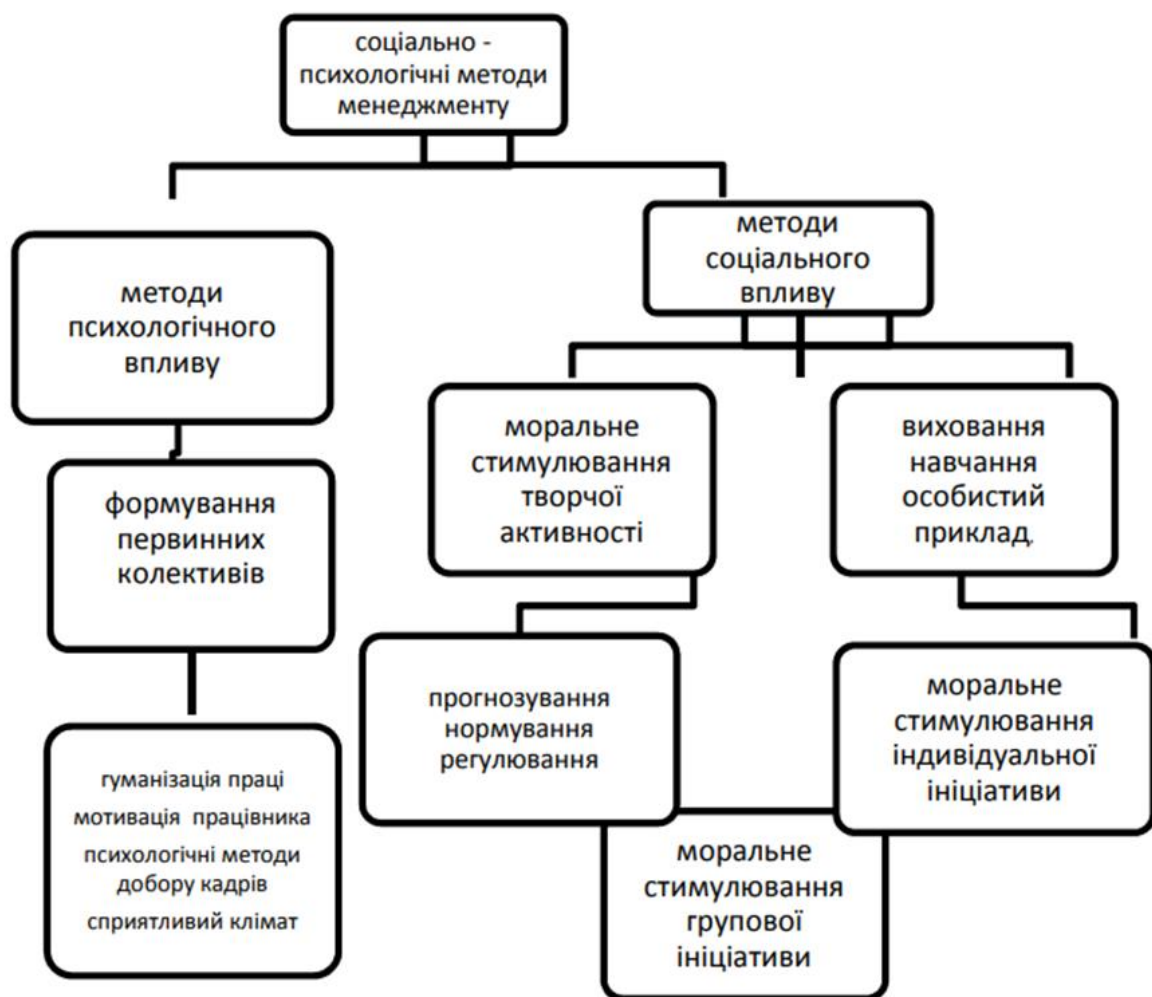 соціально -
психологічні методи
менеджменту
методи
психологічного
впливу
методи
соціального
впливу
формування
первинних
колективів
моральне
стимулювання
творчої
активності
виховання
навчання
особистий
приклад,
гуманізація праці
мотивація працівника
психологічні методи
добору кадрів
сприятливий клімат
прогнозування
нормування
регулювання
моральне
стимулювання
індивідуальної
ініціативи
моральне
стимулювання
групової
ініціативи